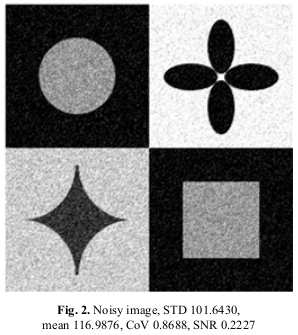 Fig. 2. Noisy image, STD 101.6430,
mean 116.9876, CoV 0.8688, SNR 0.2227